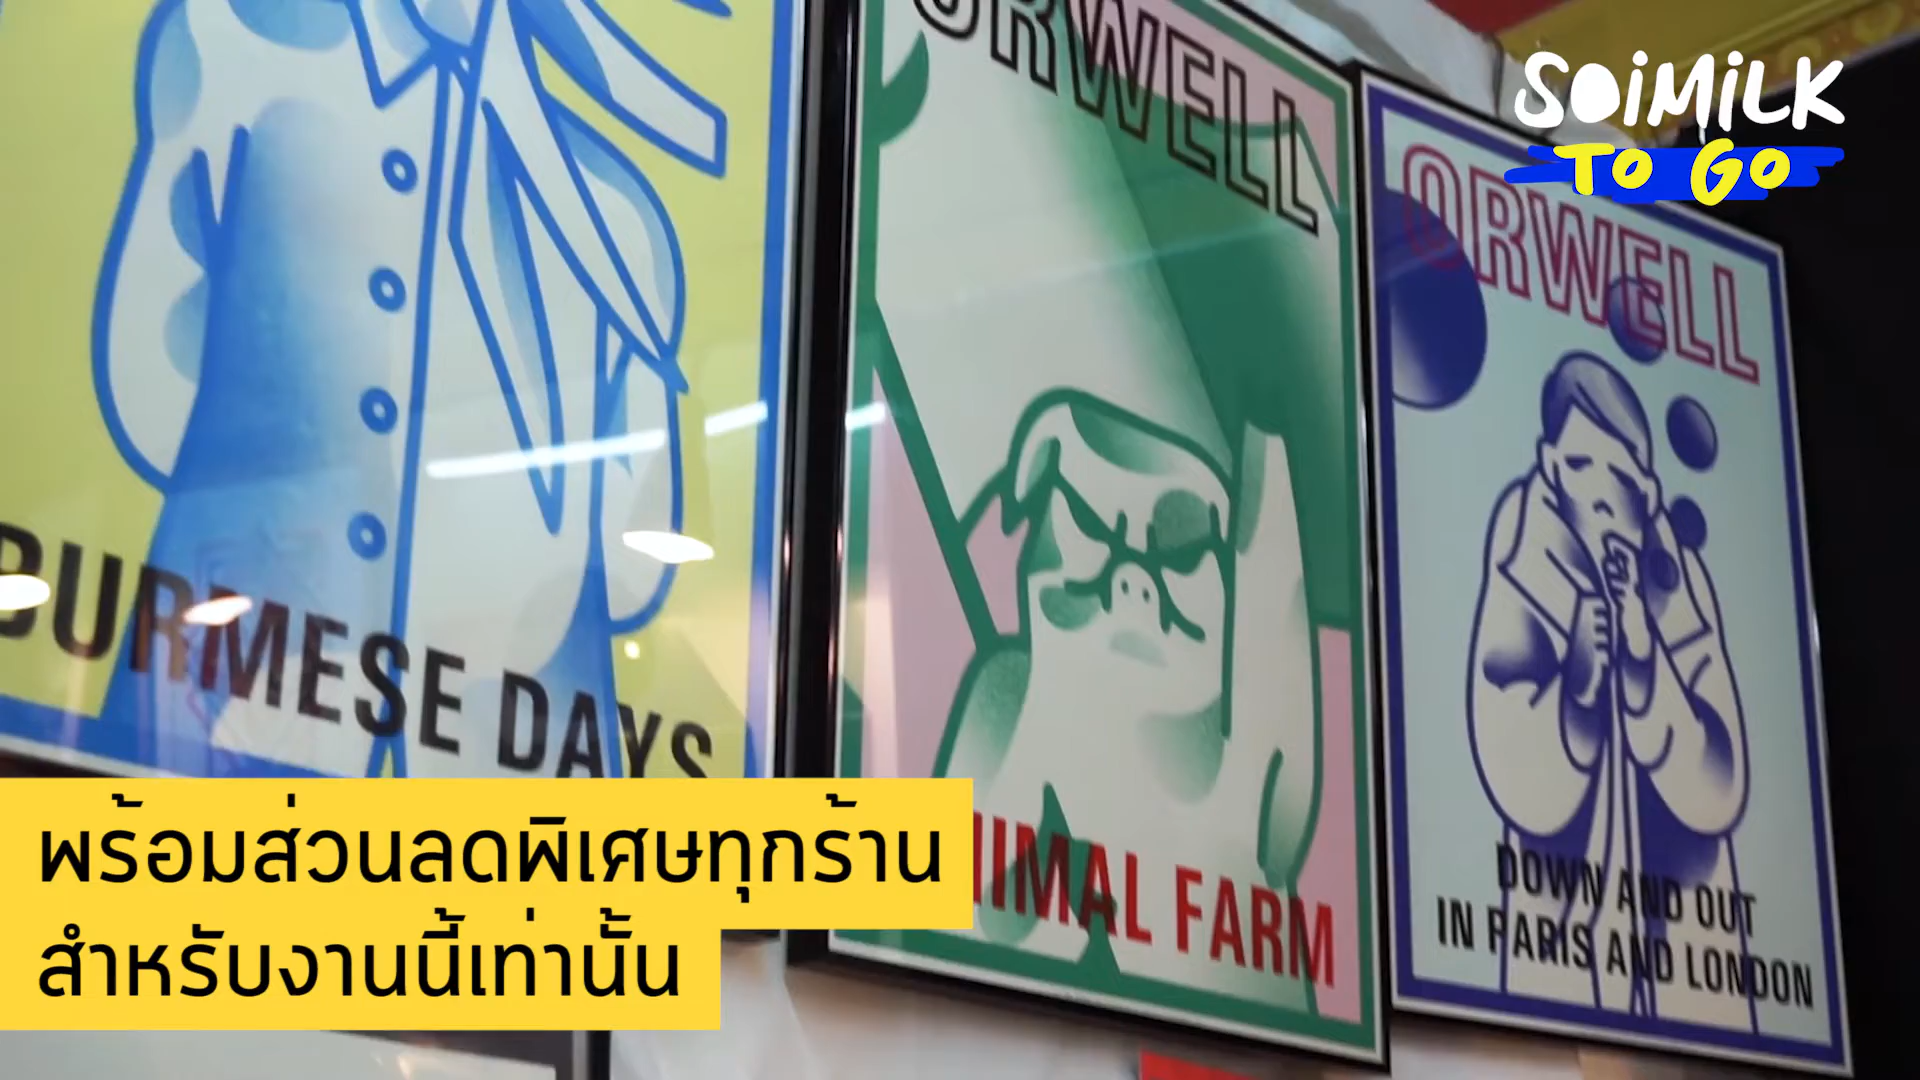 SOiMiLK
TO GO
ORWELL
ORWELL
BURMESE DAYS
ANIMAL FARM
DOWN AND OUT
IN PARIS AND LONDON
พร้อมส่วนลดพิเศษทุกร้าน
สำหรับงานนี้เท่านั้น